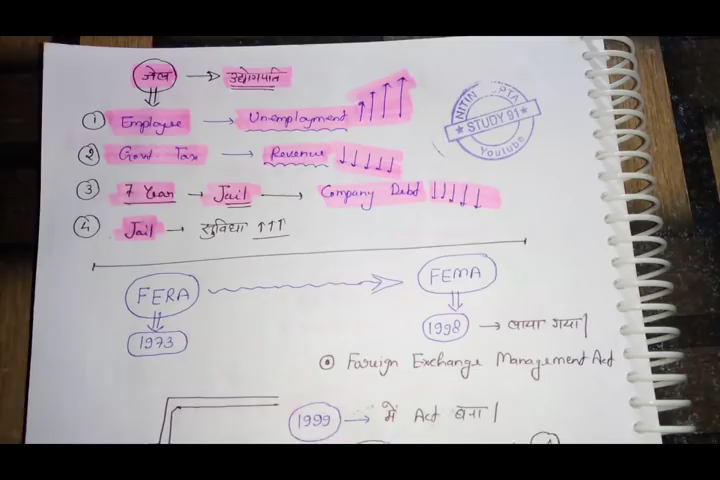 जेल → उद्योगपति
① Employee → Unemployment ↑↑↑↑
② Govt Tax → Revenue ↓↓↓↓↓
③ 7 Year → Jail → Company Debt ↓↓↓↓↓
④ Jail → सुविधा ↑↑↑
NITIN GUPTA
★ STUDY 91 ★
Youtube
FERA → FEMA
1973
1998 → लाया गया|
Foreign Exchange Management Act
1999 → में Act बना|